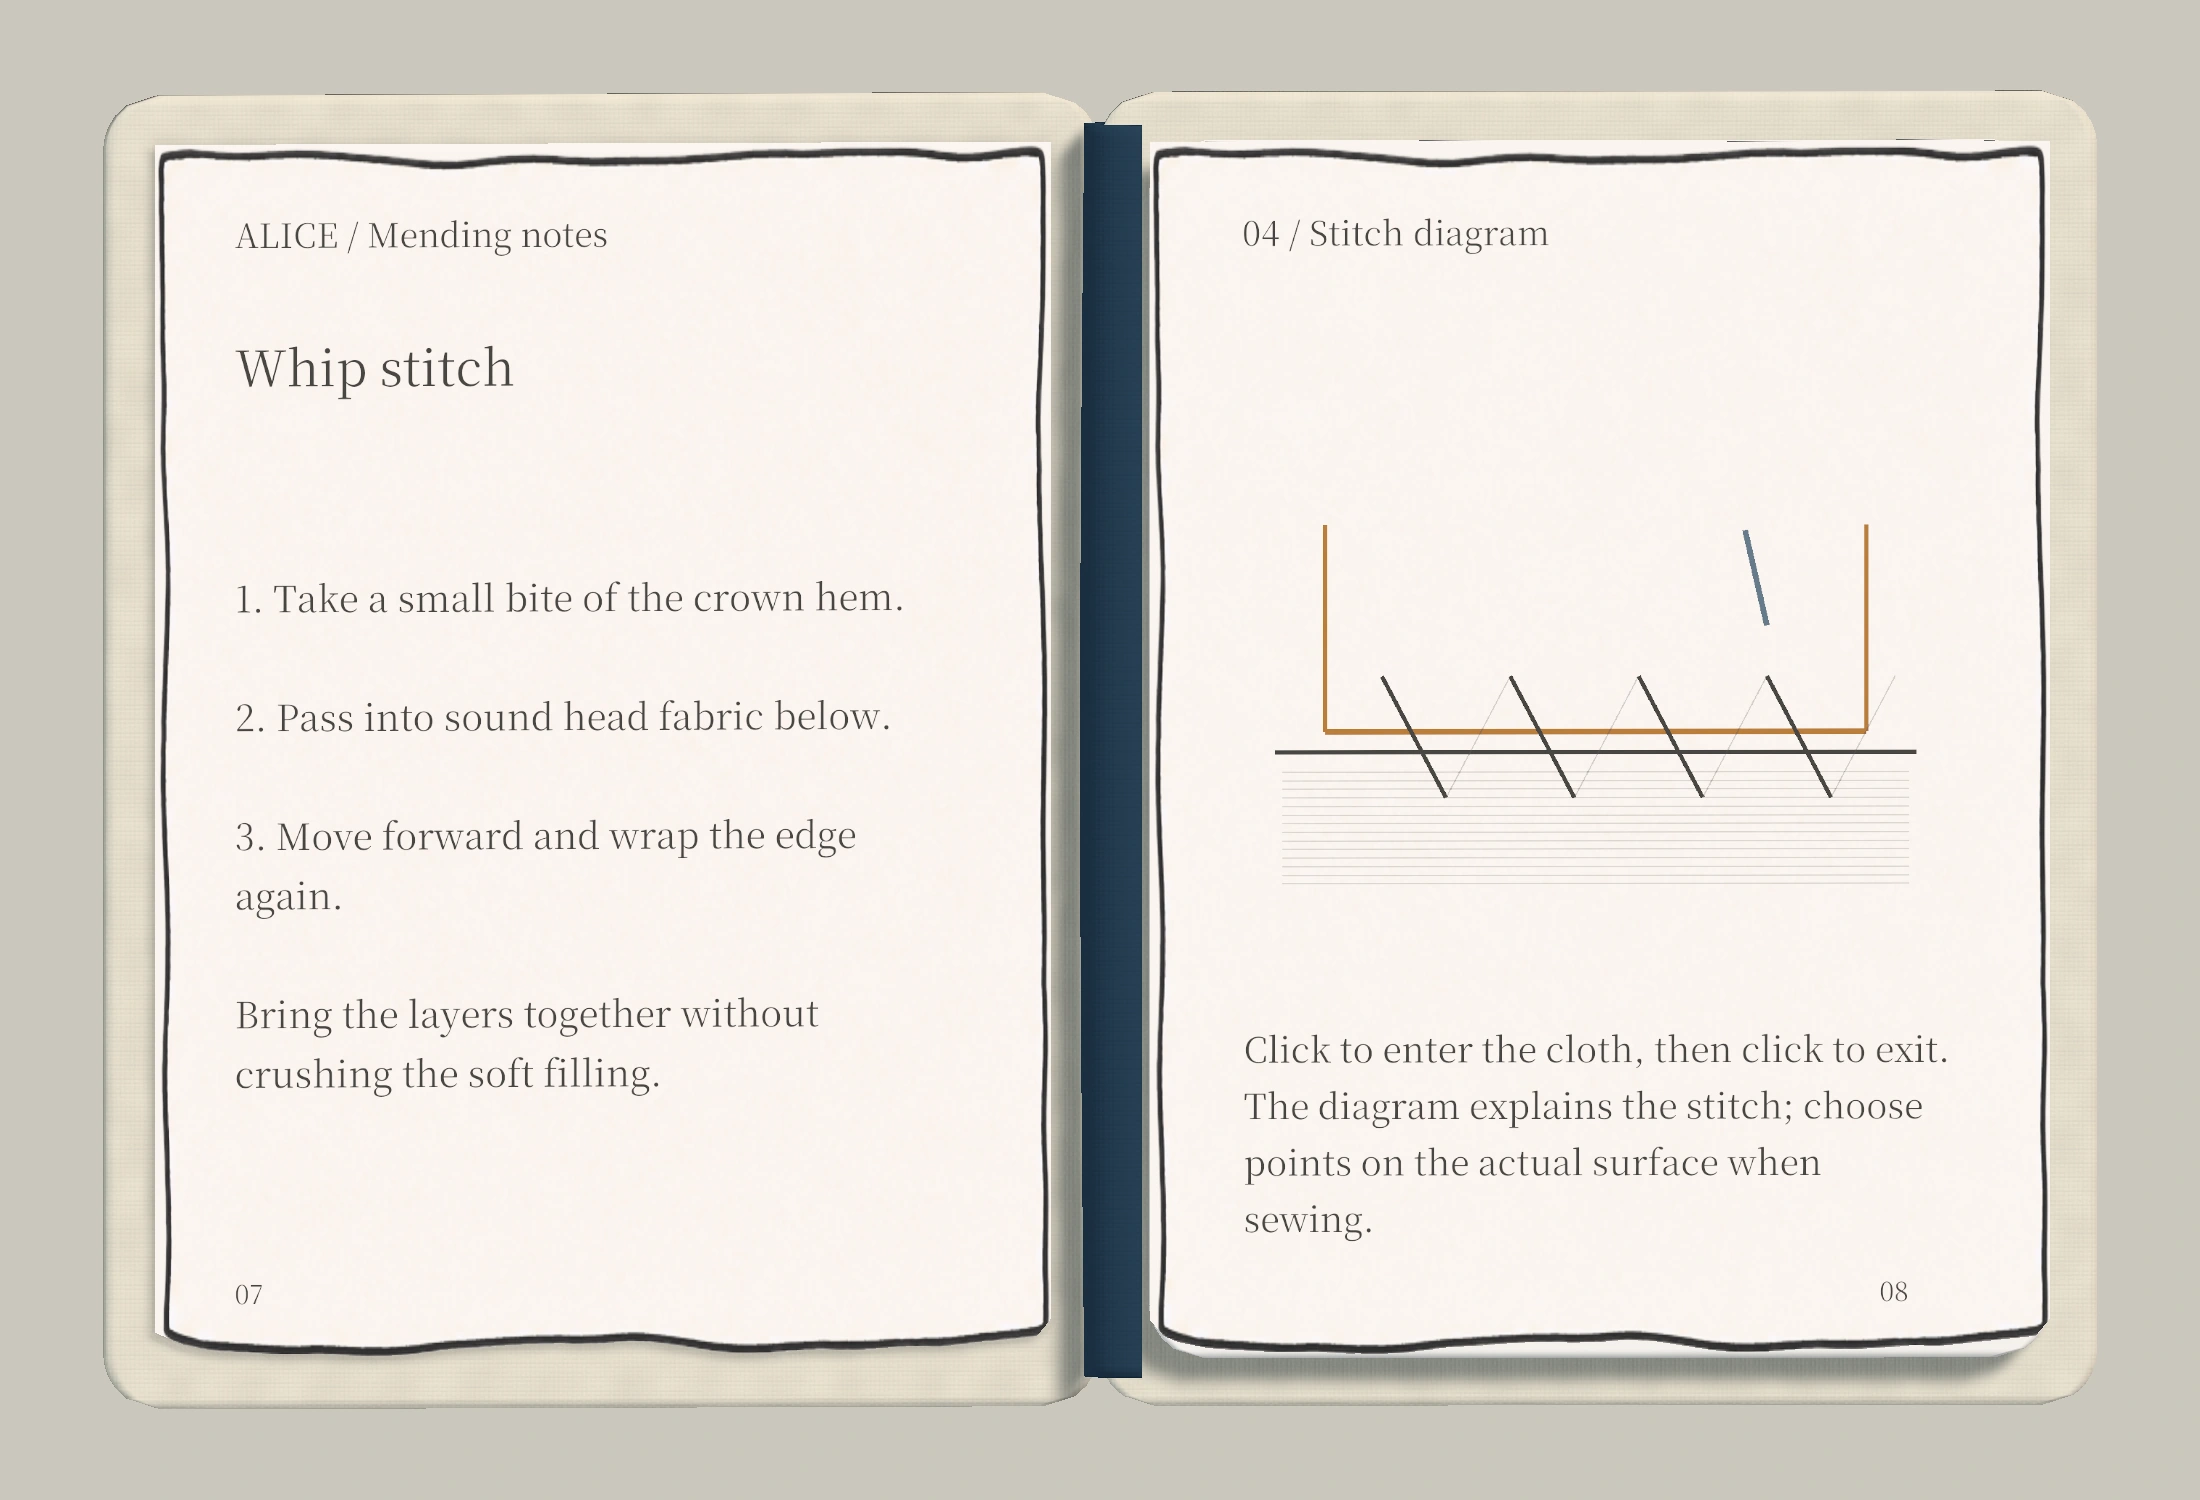 ALICE / Mending notes
Whip stitch
1. Take a small bite of the crown hem.
2. Pass into sound head fabric below.
3. Move forward and wrap the edge
again.
Bring the layers together without
crushing the soft filling.
07
04 / Stitch diagram
Click to enter the cloth, then click to exit.
The diagram explains the stitch; choose
points on the actual surface when
sewing.
08